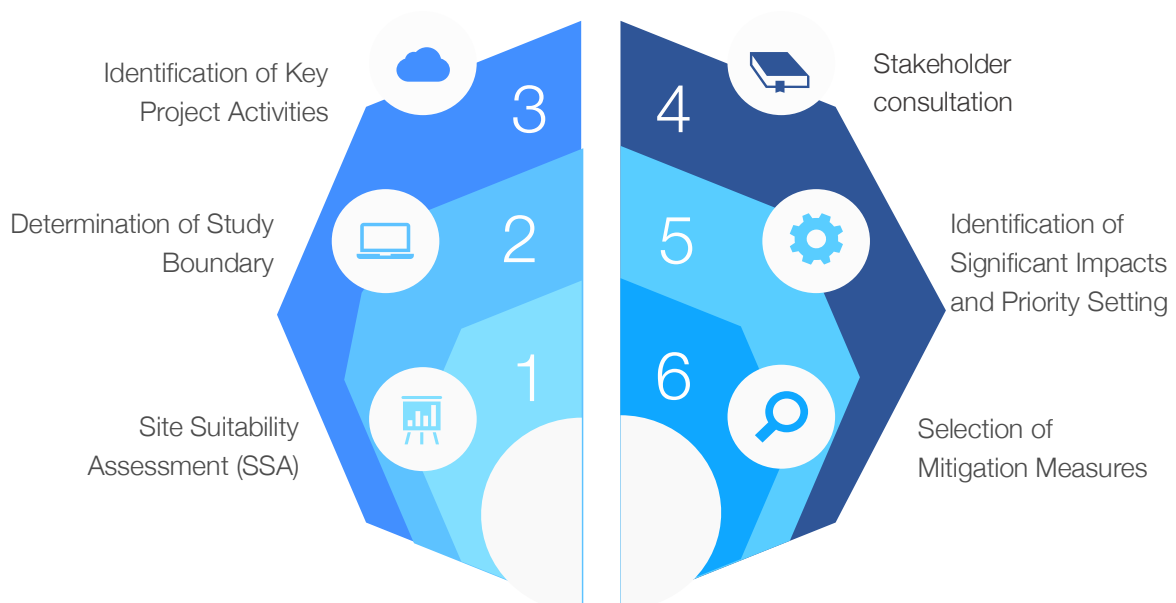 Identification of Key
Project Activities
3
Determination of Study
Boundary
2
Site Suitability
Assessment (SSA)
1
4
Stakeholder
consultation
5
Identification of
Significant Impacts
and Priority Setting
6
Selection of
Mitigation Measures